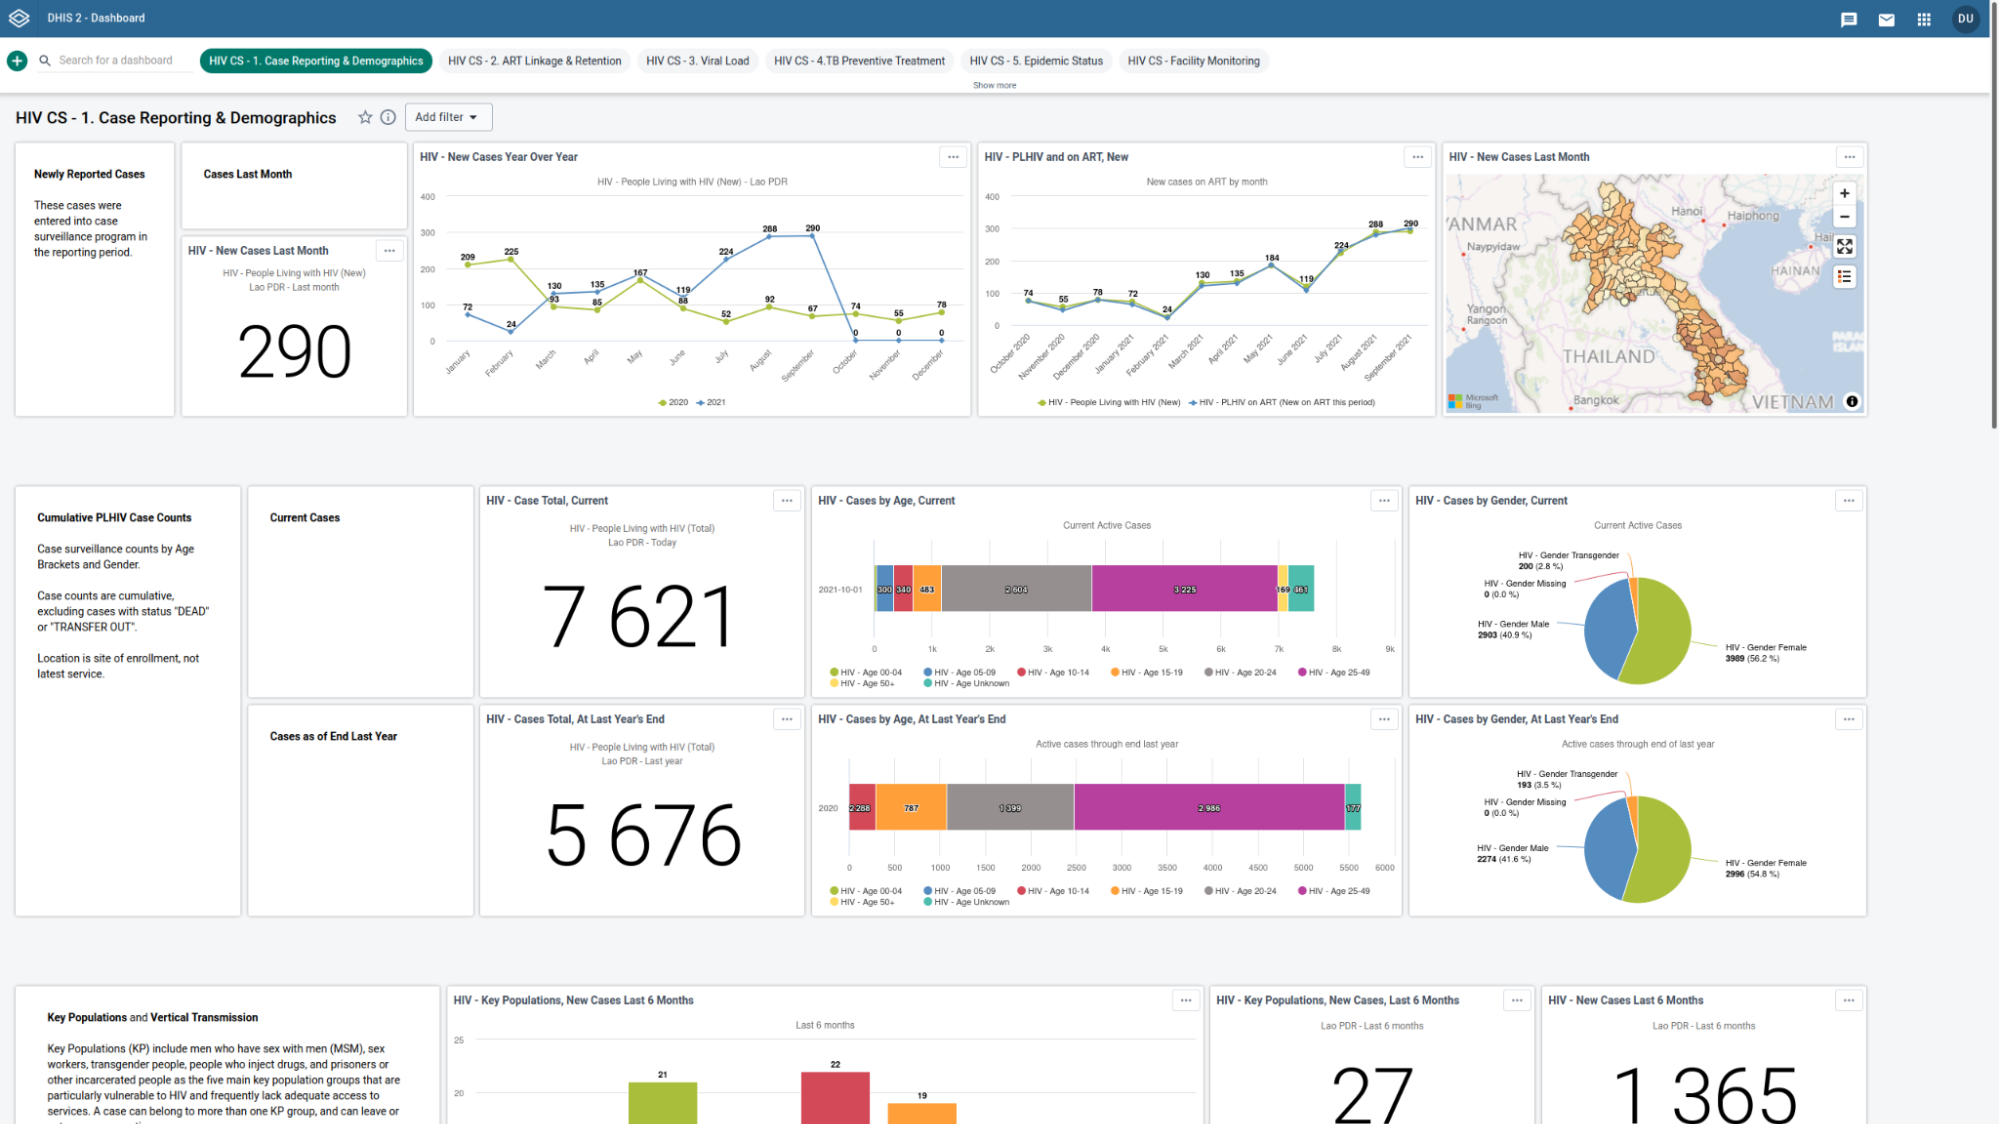 DHIS 2 - Dashboard
DU
Search for a dashboard
HIV CS - 1. Case Reporting & Demographics
HIV CS - 2. ART Linkage & Retention
HIV CS - 3. Viral Load
HIV CS - 4.TB Preventive Treatment
HIV CS - 5. Epidemic Status
HIV CS - Facility Monitoring
Show more
HIV CS - 1. Case Reporting & Demographics
Add filter
Newly Reported Cases
These cases were
entered into case
surveillance program in
the reporting period.
Cases Last Month
HIV - New Cases Last Month
HIV - People Living with HIV (New)
Lao PDR - Last month
290
HIV - New Cases Year Over Year
HIV - People Living with HIV (New) - Lao PDR
400
300
200
100
0
209
225
93
85
167
88
52
92
67
74
55
78
72
24
130
135
119
224
288
290
0
0
0
January
February
March
April
May
June
July
August
September
October
November
December
2020
2021
HIV - PLHIV and on ART, New
New cases on ART by month
400
300
200
100
0
74
55
78
72
24
130
135
184
119
224
288
290
October 2020
November 2020
December 2020
January 2021
February 2021
March 2021
April 2021
May 2021
June 2021
July 2021
August 2021
September 2021
HIV - People Living with HIV (New)
HIV - PLHIV on ART (New on ART this period)
HIV - New Cases Last Month
YANMAR
Naypyidaw
Yangon
Rangoon
THAILAND
Bangkok
Hanoi
Haiphong
HAINAN
VIETNAM
Microsoft
Bing
Cumulative PLHIV Case Counts
Case surveillance counts by Age
Brackets and Gender.
Case counts are cumulative,
excluding cases with status "DEAD"
or "TRANSFER OUT".
Location is site of enrollment, not
latest service.
Current Cases
HIV - Case Total, Current
HIV - People Living with HIV (Total)
Lao PDR - Today
7 621
HIV - Cases by Age, Current
Current Active Cases
2021-10-01
300
340
483
2 604
3 225
169
461
0
1k
2k
3k
4k
5k
6k
7k
8k
9k
HIV - Age 00-04
HIV - Age 05-09
HIV - Age 10-14
HIV - Age 15-19
HIV - Age 20-24
HIV - Age 25-49
HIV - Age 50+
HIV - Age Unknown
HIV - Cases by Gender, Current
Current Active Cases
HIV - Gender Transgender
200 (2.8 %)
HIV - Gender Missing
0 (0.0 %)
HIV - Gender Male
2903 (40.9 %)
HIV - Gender Female
3989 (56.2 %)
Cases as of End Last Year
HIV - Cases Total, At Last Year's End
HIV - People Living with HIV (Total)
Lao PDR - Last year
5 676
HIV - Cases by Age, At Last Year's End
Active cases through end last year
2020
787
1 399
2 986
177
0
500
1000
1500
2000
2500
3000
3500
4000
4500
5000
5500
6000
HIV - Age 00-04
HIV - Age 05-09
HIV - Age 10-14
HIV - Age 15-19
HIV - Age 20-24
HIV - Age 25-49
HIV - Age 50+
HIV - Age Unknown
HIV - Cases by Gender, At Last Year's End
Active cases through end of last year
HIV - Gender Transgender
193 (3.5 %)
HIV - Gender Missing
0 (0.0 %)
HIV - Gender Male
2274 (41.6 %)
HIV - Gender Female
2996 (54.8 %)
Key Populations and Vertical Transmission
Key Populations (KP) include men who have sex with men (MSM), sex
workers, transgender people, people who inject drugs, and prisoners or
other incarcerated people as the five main key population groups that are
particularly vulnerable to HIV and frequently lack adequate access to
services. A case can belong to more than one KP group, and can leave or
HIV - Key Populations, New Cases Last 6 Months
Last 6 months
25
20
21
22
19
HIV - Key Populations, New Cases, Last 6 Months
Lao PDR - Last 6 months
27
HIV - New Cases Last 6 Months
Lao PDR - Last 6 months
1 365